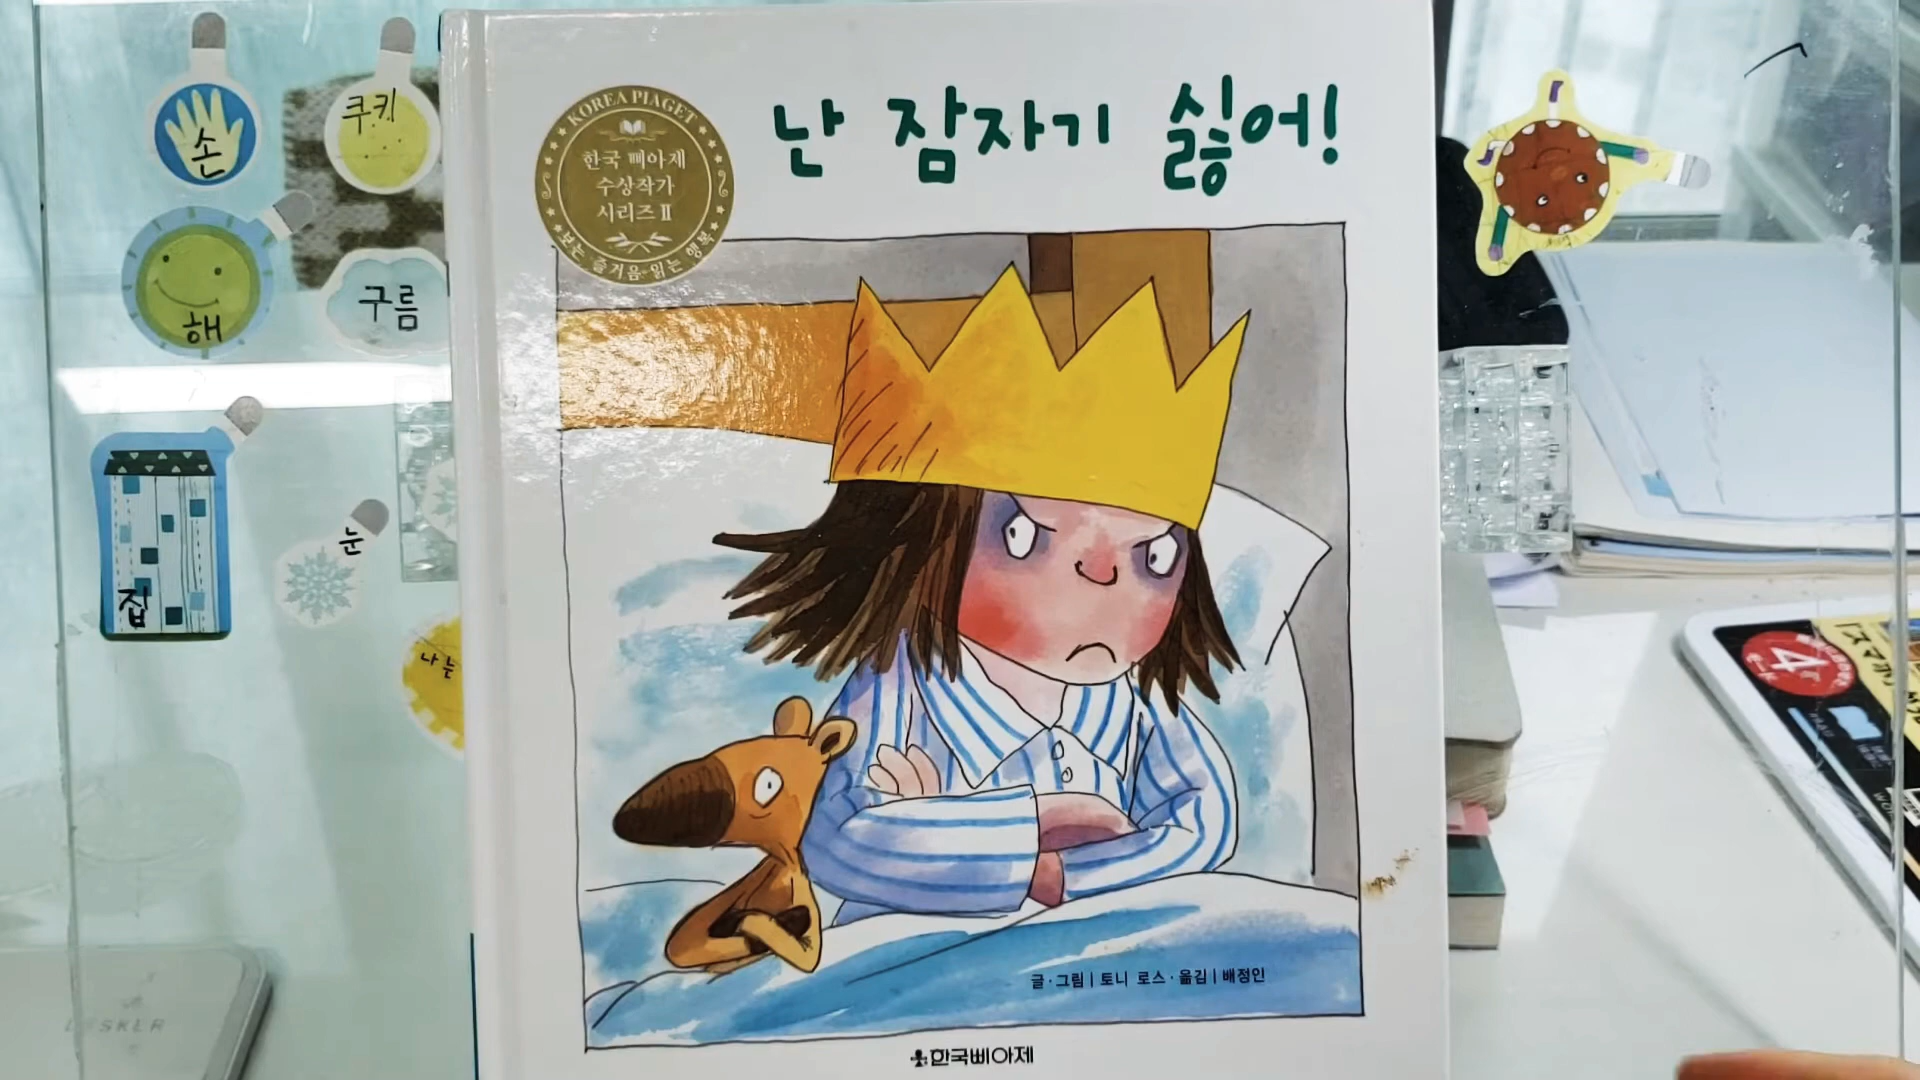 난 잠자기 싫어!
KOREA PIAGET
한국 삐아제
수상작가
시리즈 II
보는 즐거움·읽는 행복
글·그림 | 토니 로스·옮김 | 배정인
한국삐아제
손
쿠키
해
구름
집
눈
나는
4